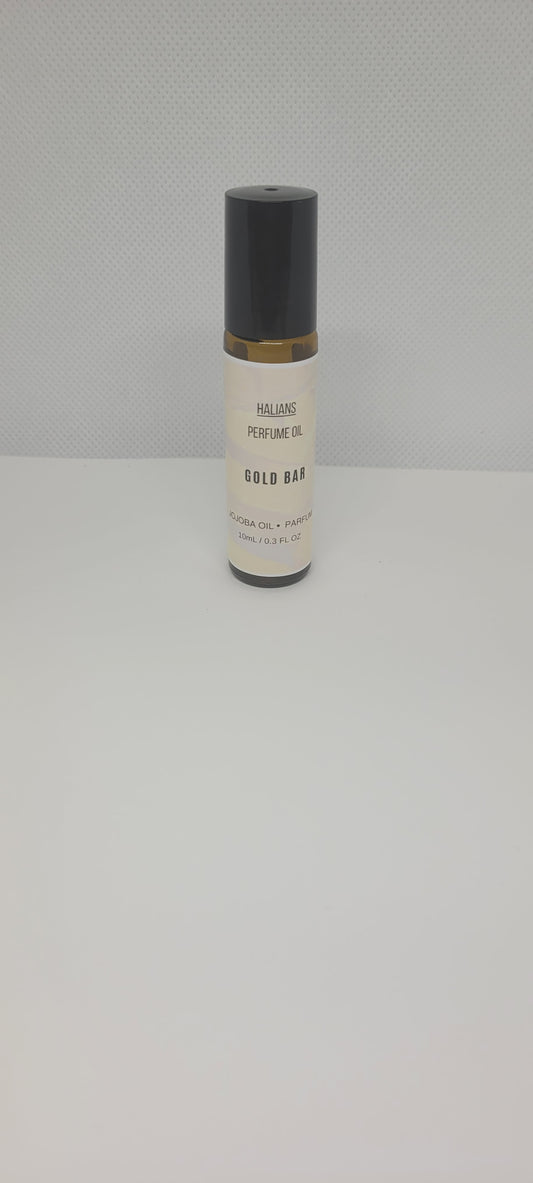 HALIANS
PERFUME OIL
GOLD BAR
JOJOBA OIL • PARFUM
10mL / 0.3 FL OZ